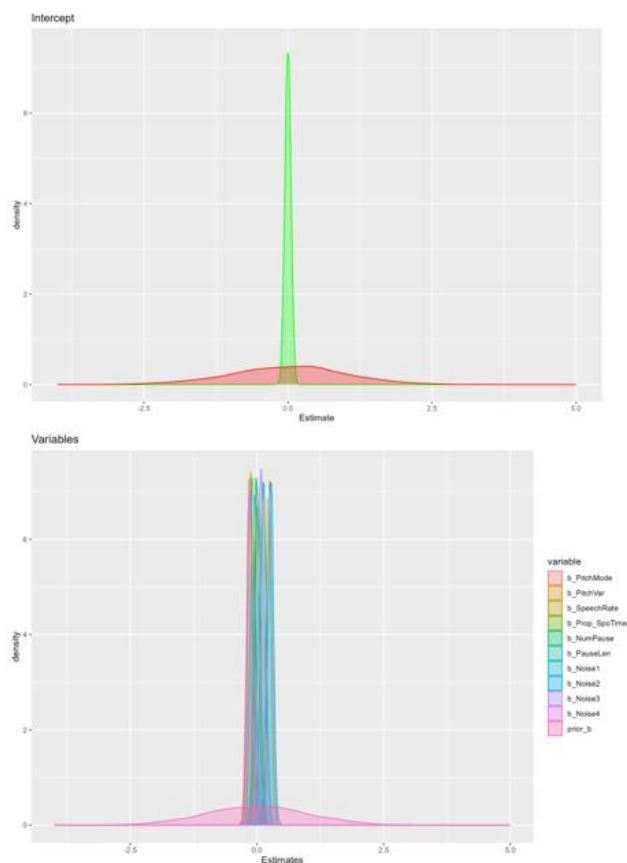 Intercept
6
4
2
0
density
-2.5
0.0
2.5
5.0
Estimate
Variables
6
4
2
0
density
-2.5
0.0
2.5
5.0
Estimates
variable
b_PitchMode
b_PitchVar
b_SpeechRate
b_Prop_SpoTime
b_NumPause
b_PauseLen
b_Noise1
b_Noise2
b_Noise3
b_Noise4
prior_b